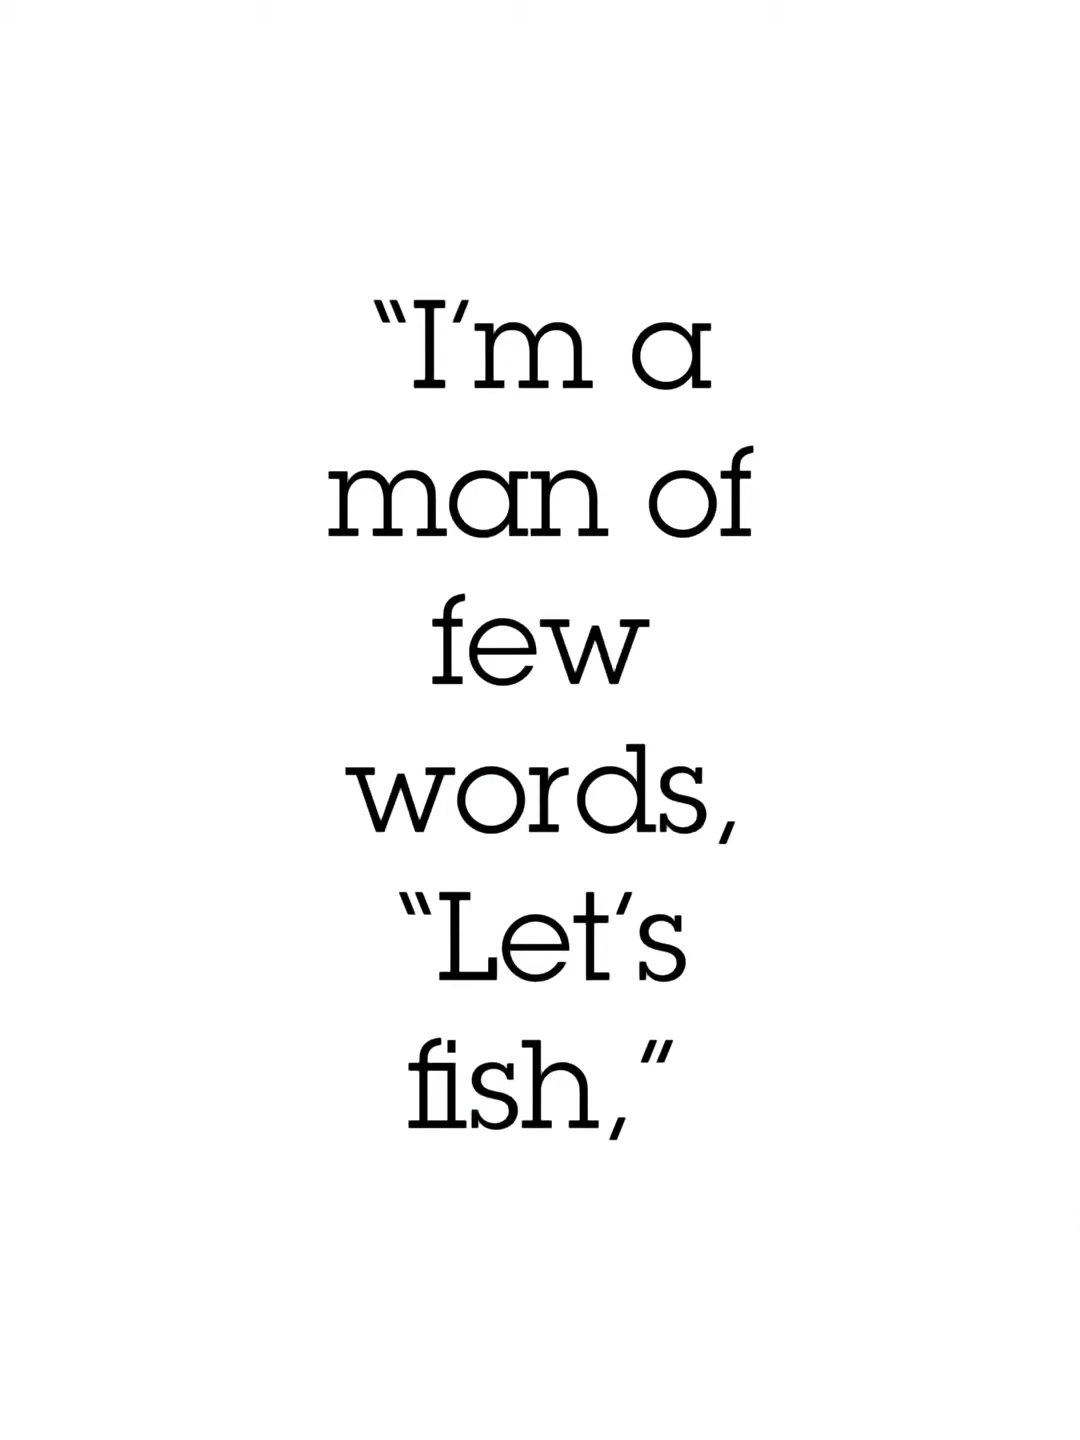 “I’m a
man of
few
words,
“Let’s
fish,”